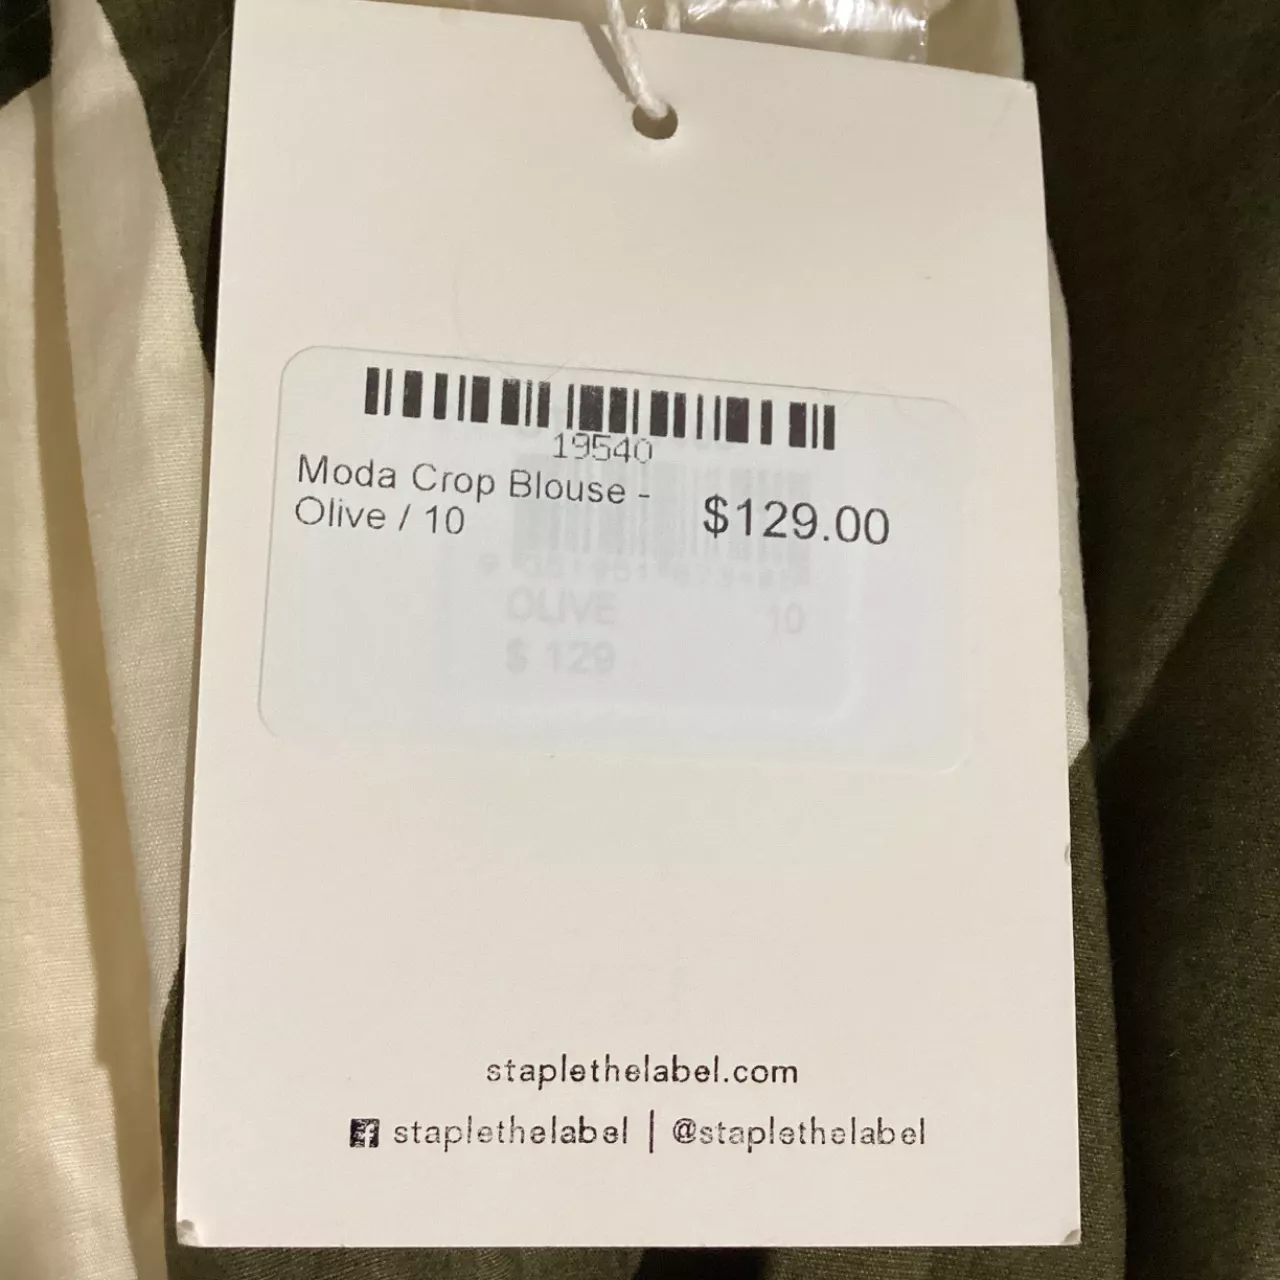 19540
Moda Crop Blouse -
Olive / 10
$129.00
OLIVE 10
$ 129
staplethelabel.com
staplethelabel | @staplethelabel